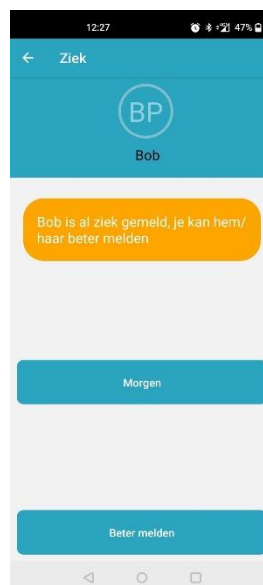 12:27
47%
Ziek
BP
Bob
Bob is al ziek gemeld, je kan hem/
haar beter melden
Morgen
Beter melden